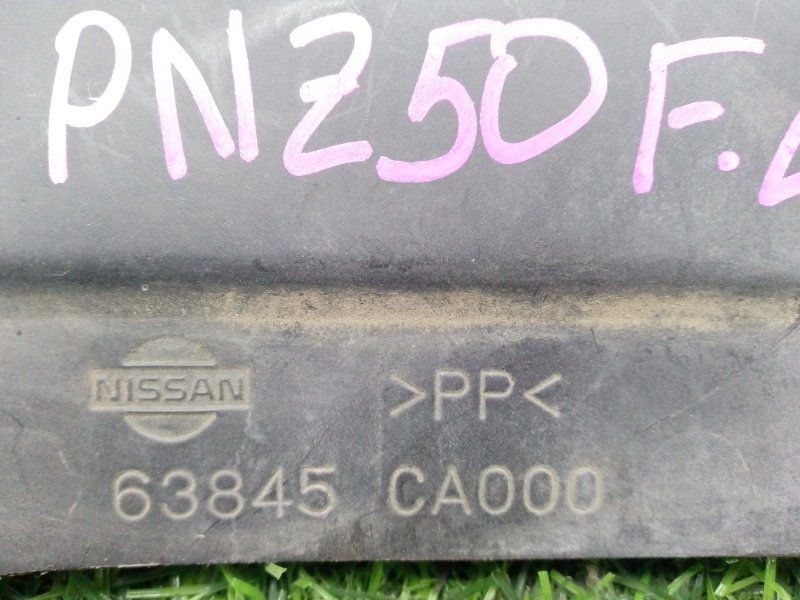 PNZ50 F.L
NISSAN >PP<
63845 CA000